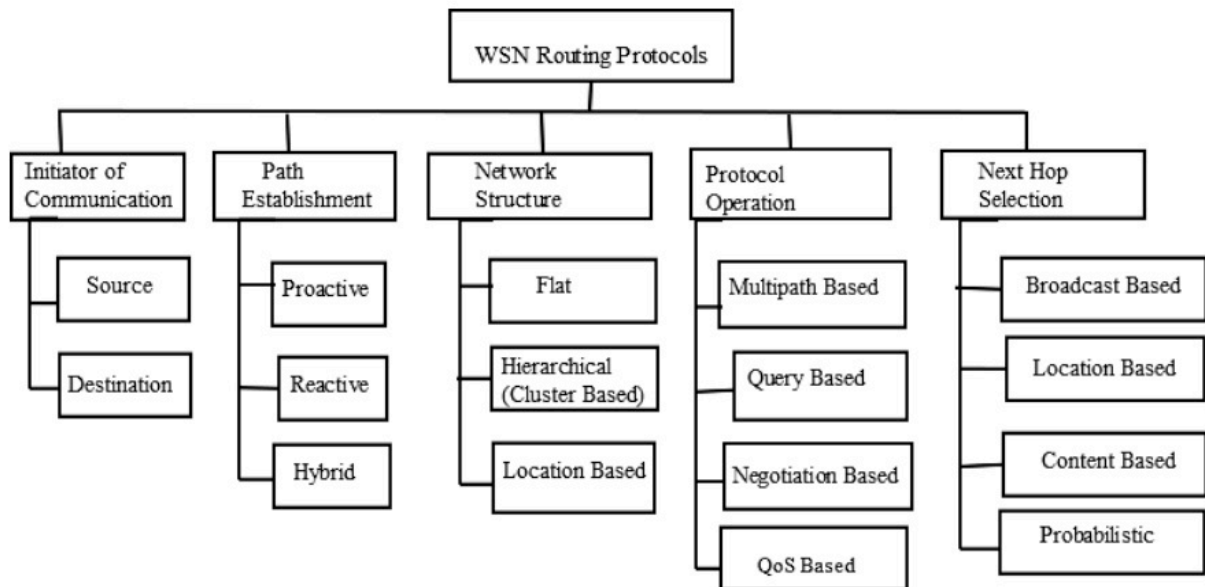 WSN Routing Protocols
Initiator of
Communication
Path
Establishment
Network
Structure
Protocol
Operation
Next Hop
Selection
Source
Destination
Proactive
Reactive
Hybrid
Flat
Hierarchical
(Cluster Based)
Location Based
Multipath Based
Query Based
Negotiation Based
QoS Based
Broadcast Based
Location Based
Content Based
Probabilistic